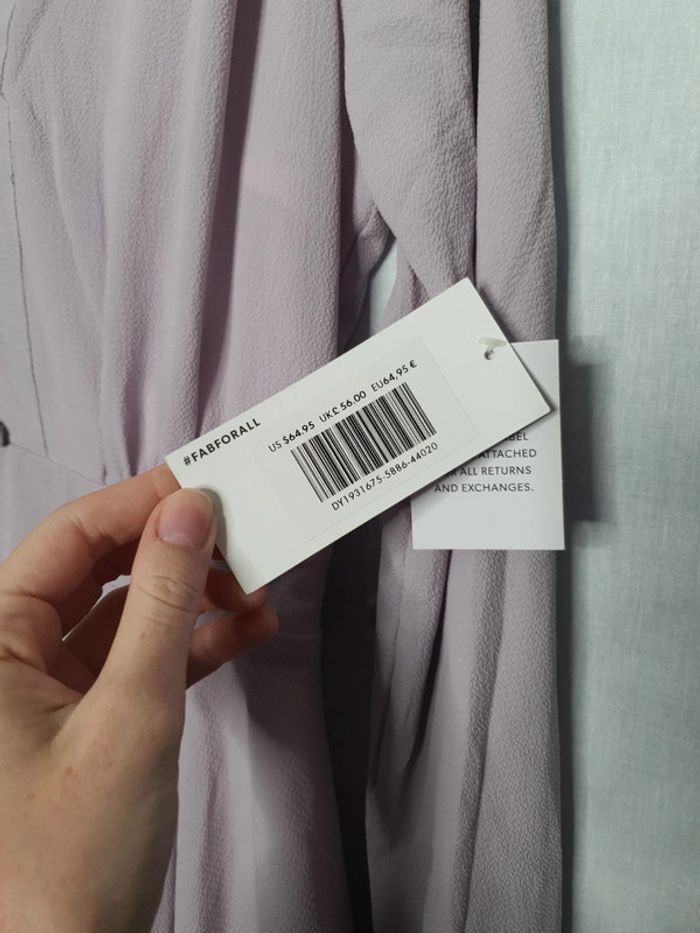 #FABFORALL
US $64.95 UK£ 56.00 EU64,95 €
DY1931675-5886-44020
ATTACHED
ALL RETURNS
AND EXCHANGES.